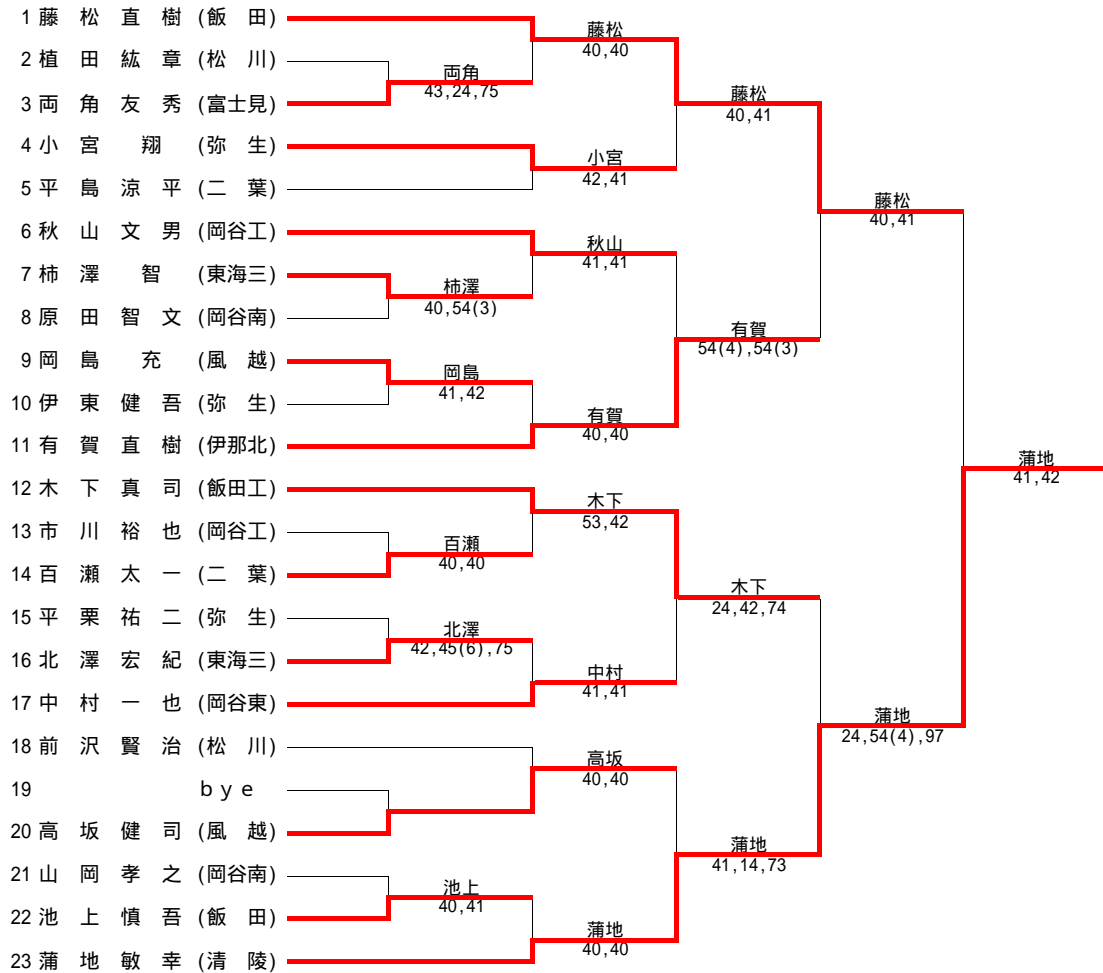 1 藤 松 直 樹 (飯 田)
2 植 田 紘 章 (松 川)
3 両 角 友 秀 (富士見)
4 小 宮 翔 (弥 生)
5 平 島 涼 平 (二 葉)
6 秋 山 文 男 (岡谷工)
7 柿 澤 智 (東海三)
8 原 田 智 文 (岡谷南)
9 岡 島 充 (風 越)
10 伊 東 健 吾 (弥 生)
11 有 賀 直 樹 (伊那北)
12 木 下 真 司 (飯田工)
13 市 川 裕 也 (岡谷工)
14 百 瀬 太 一 (二 葉)
15 平 栗 祐 二 (弥 生)
16 北 澤 宏 紀 (東海三)
17 中 村 一 也 (岡谷東)
18 前 沢 賢 治 (松 川)
19 b y e
20 高 坂 健 司 (風 越)
21 山 岡 孝 之 (岡谷南)
22 池 上 慎 吾 (飯 田)
23 蒲 地 敏 幸 (清 陵)
両角
43,24,75
柿澤
40,54(3)
岡島
41,42
百瀬
40,40
北澤
42,45(6),75
池上
40,41
藤松
40,40
小宮
42,41
秋山
41,41
有賀
40,40
木下
53,42
中村
41,41
高坂
40,40
蒲地
40,40
藤松
40,41
有賀
54(4),54(3)
木下
24,42,74
蒲地
41,14,73
藤松
40,41
蒲地
24,54(4),97
蒲地
41,42